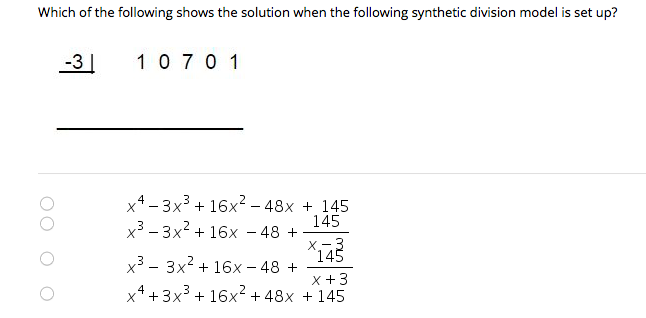 Which of the following shows the solution when the following synthetic division model is set up?
-3| 1 0 7 0 1
x⁴ – 3x³ + 16x² – 48x + 145
x³ – 3x² + 16x – 48 + 145/(x – 3)
x³ – 3x² + 16x – 48 + 145/(x + 3)
x⁴ + 3x³ + 16x² + 48x + 145